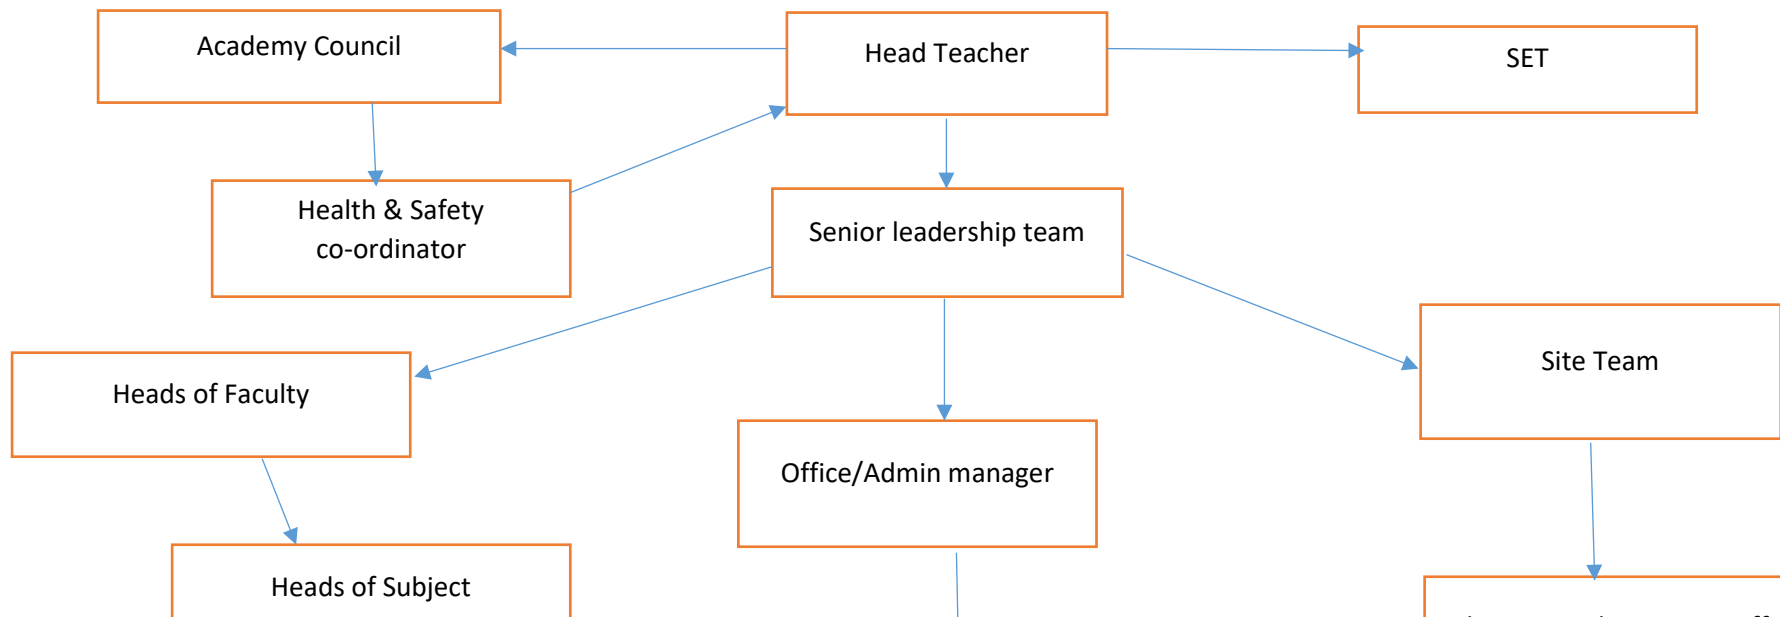 Academy Council
Head Teacher
SET
Health & Safety
co-ordinator
Senior leadership team
Site Team
Heads of Faculty
Office/Admin manager
Heads of Subject